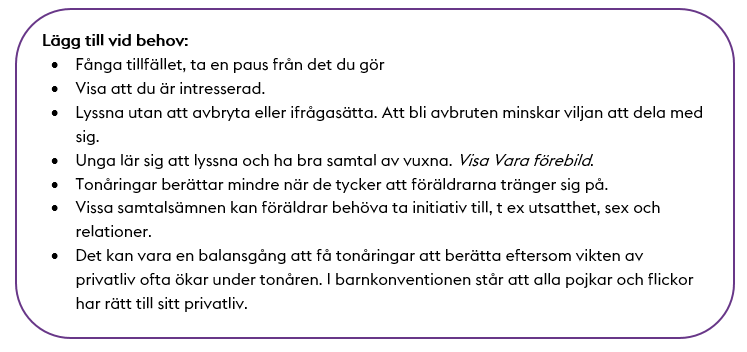 Lägg till vid behov:
• Fånga tillfället, ta en paus från det du gör
• Visa att du är intresserad.
• Lyssna utan att avbryta eller ifrågasätta. Att bli avbruten minskar viljan att dela med
sig.
• Unga lär sig att lyssna och ha bra samtal av vuxna. Visa Vara förebild.
• Tonåringar berättar mindre när de tycker att föräldrarna tränger sig på.
• Vissa samtalsämnen kan föräldrar behöva ta initiativ till, t ex utsatthet, sex och
relationer.
• Det kan vara en balansgång att få tonåringar att berätta eftersom vikten av
privatliv ofta ökar under tonåren. I barnkonventionen står att alla pojkar och flickor
har rätt till sitt privatliv.